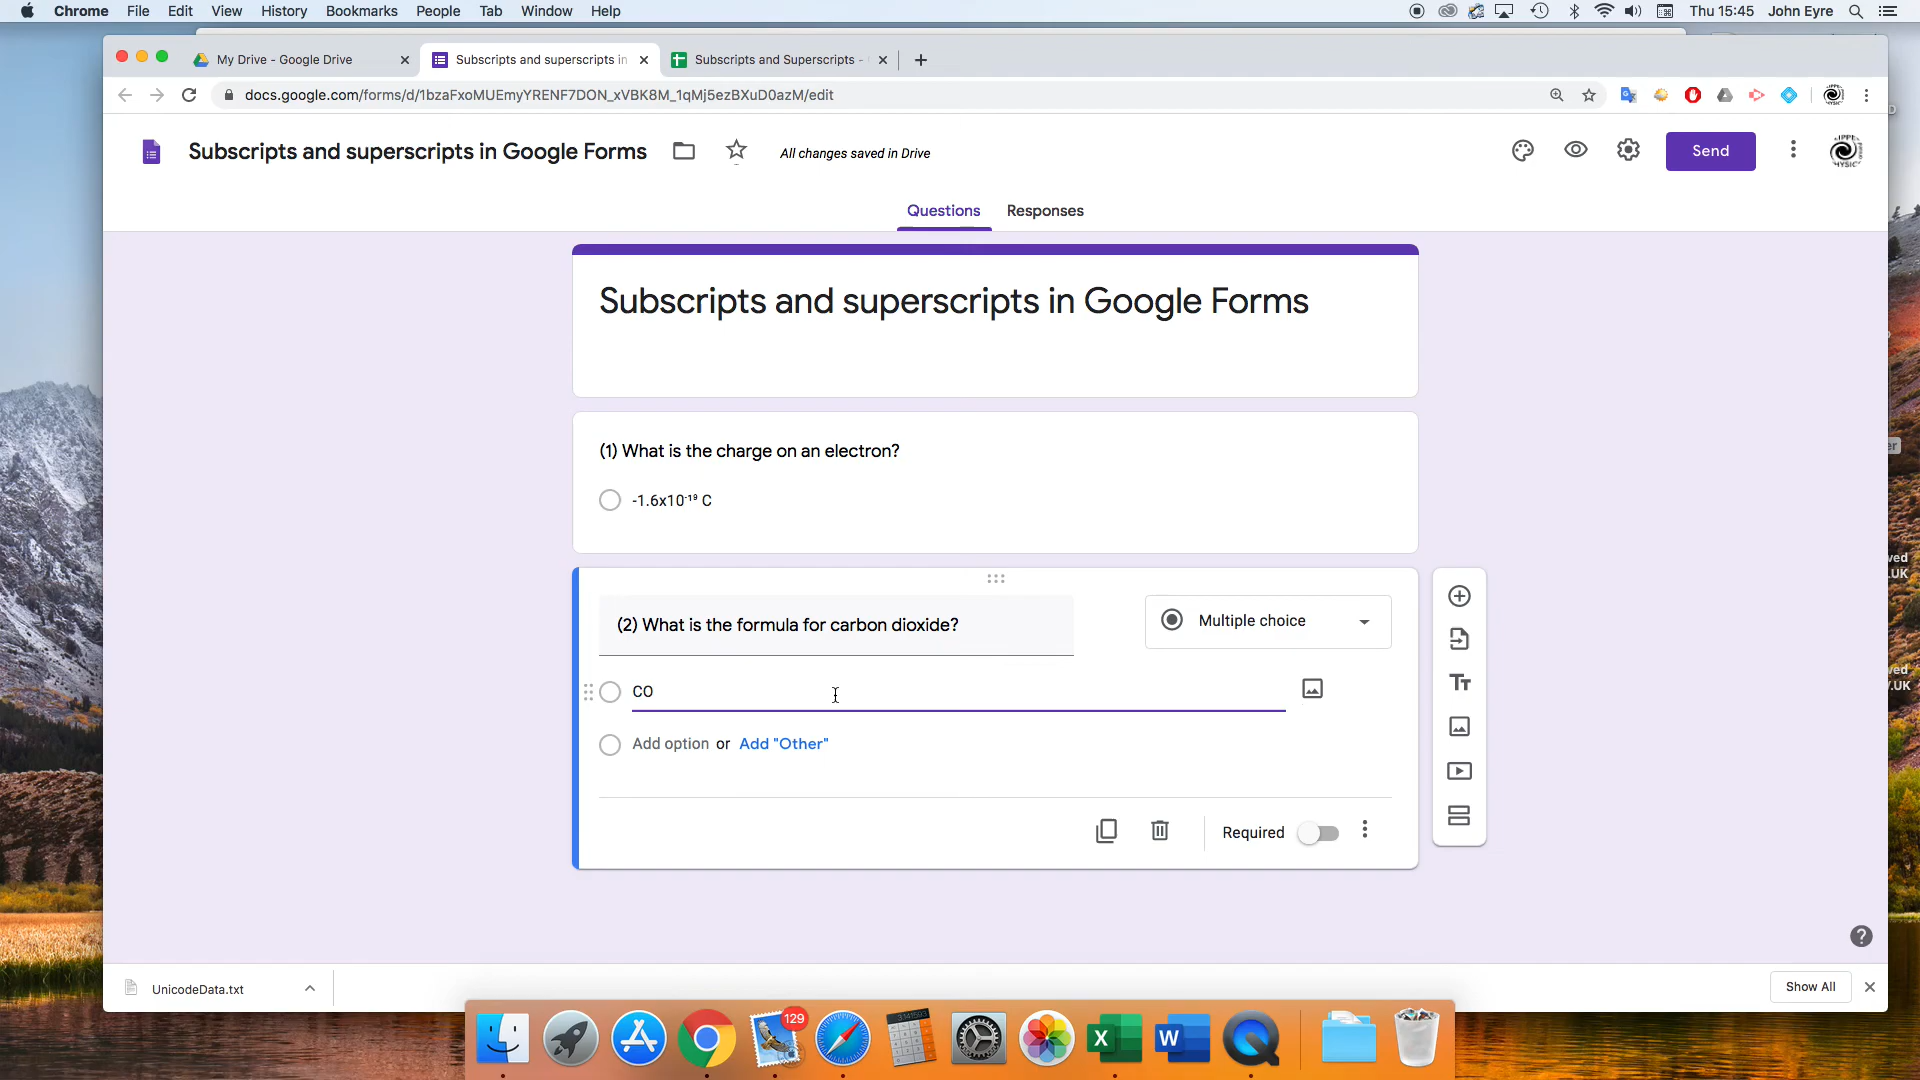 Chrome File Edit View History Bookmarks People Tab Window Help Thu 15:45 John Eyre
My Drive - Google Drive Subscripts and superscripts in Subscripts and Superscripts -
docs.google.com/forms/d/1bzaFxoMUEmyYRENF7DON_xVBK8M_1qMj5ezBXuD0azM/edit
Subscripts and superscripts in Google Forms All changes saved in Drive Send
Questions Responses
Subscripts and superscripts in Google Forms
(1) What is the charge on an electron?
-1.6x10⁻¹⁹ C
(2) What is the formula for carbon dioxide? Multiple choice
CO
Add option or Add "Other"
Required
UnicodeData.txt Show All
129
3.141593